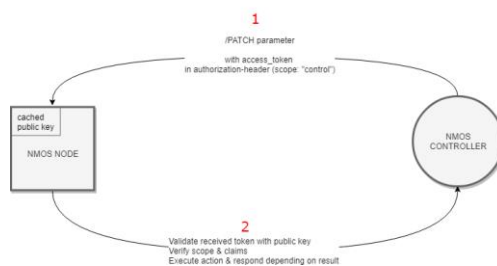 1
/PATCH parameter
with access_token
in authorization-header (scope: "control")
cached
public key
NMOS NODE
NMOS
CONTROLLER
2
Validate received token with public key
Verify scope & claims
Execute action & respond depending on result